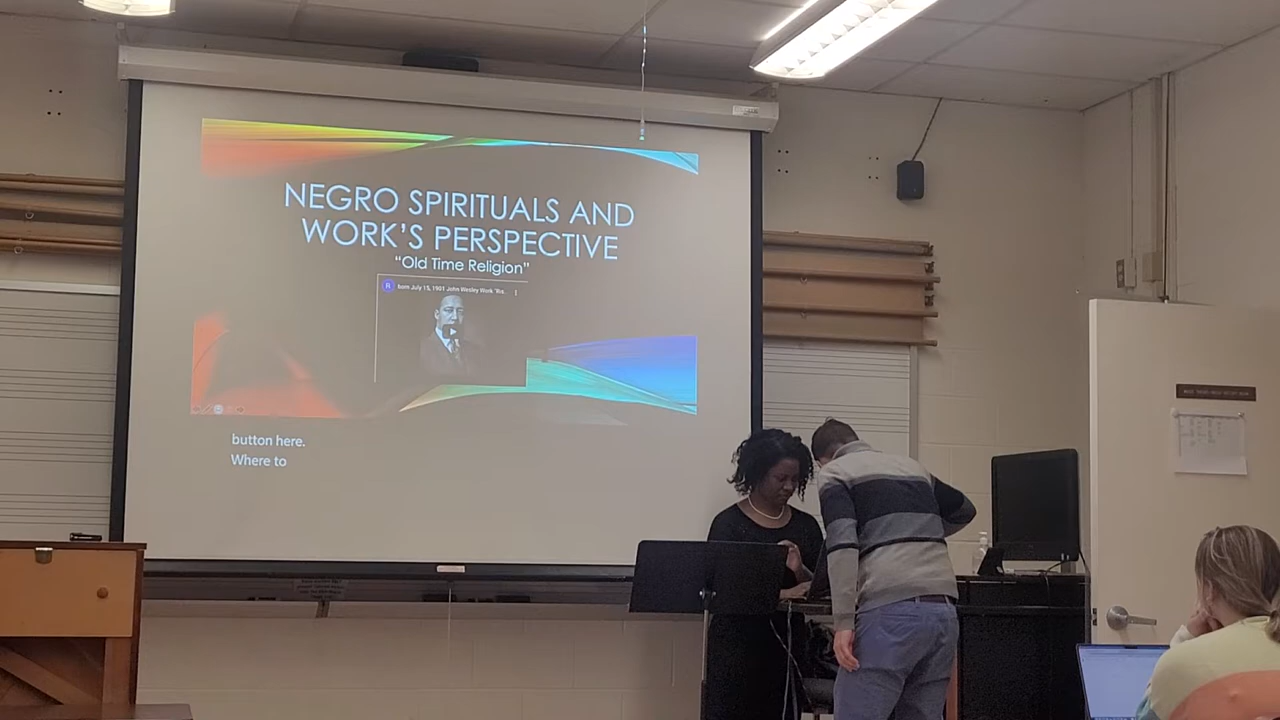 NEGRO SPIRITUALS AND
WORK'S PERSPECTIVE
“Old Time Religion”
R born July 15, 1901 John Wesley Work "Ros...
button here.
Where to